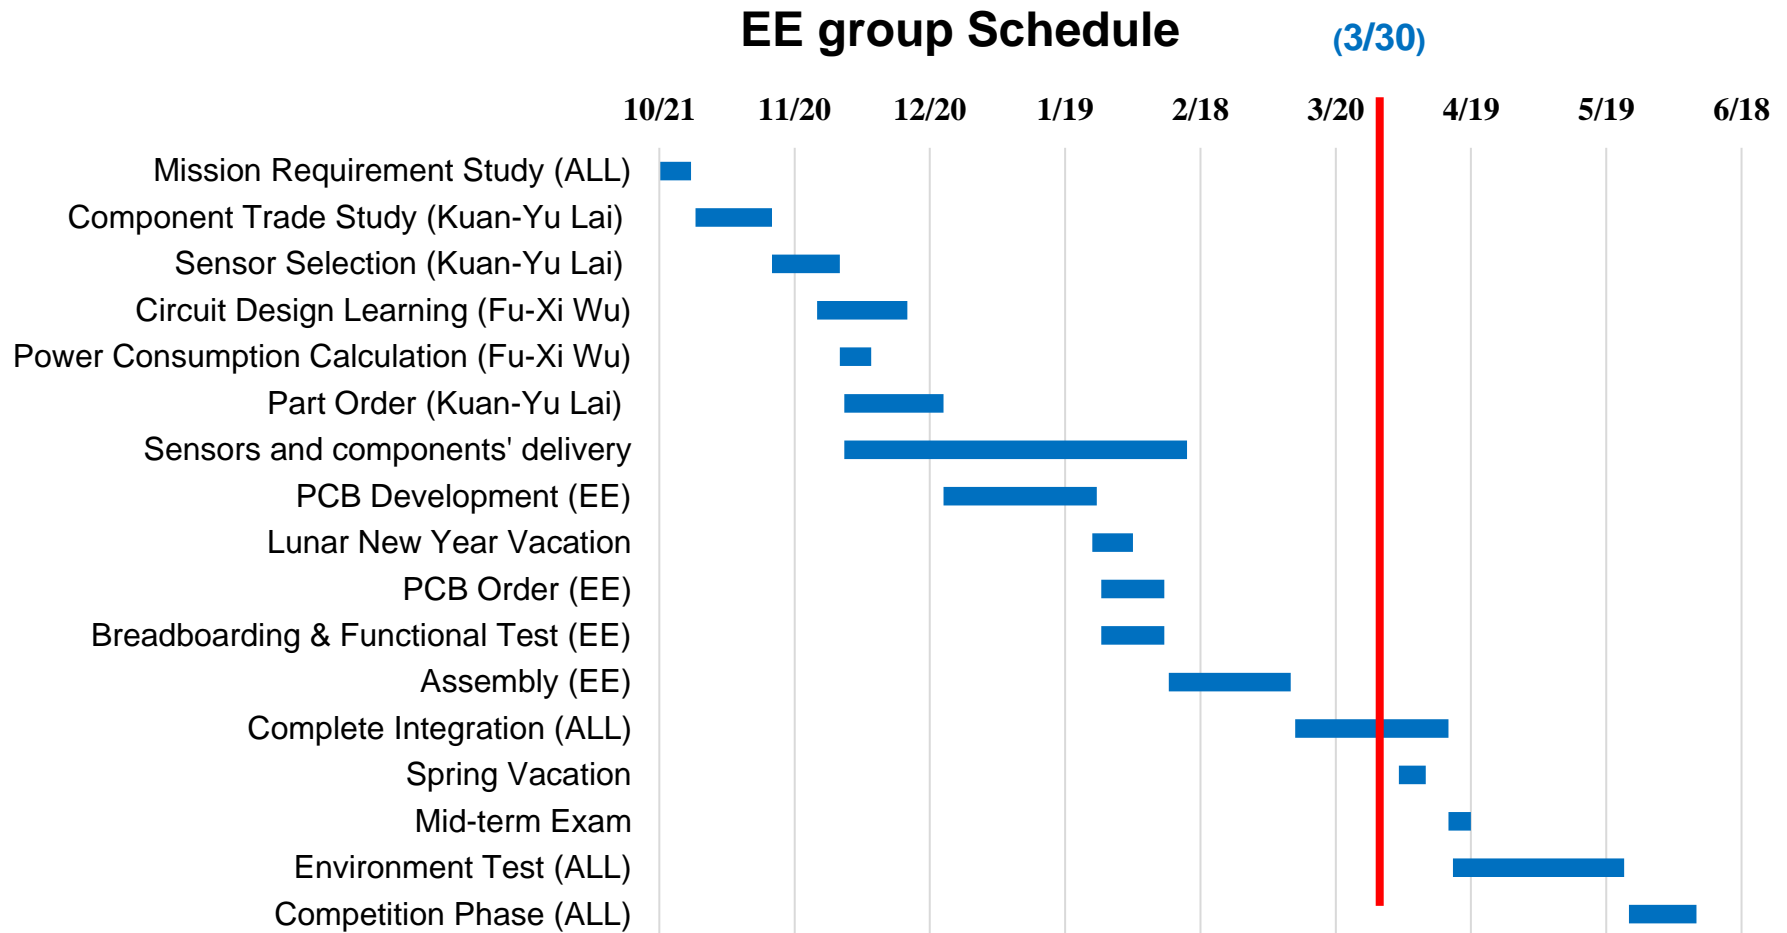 EE group Schedule
(3/30)
10/21 11/20 12/20 1/19 2/18 3/20 4/19 5/19 6/18
Mission Requirement Study (ALL)
Component Trade Study (Kuan-Yu Lai)
Sensor Selection (Kuan-Yu Lai)
Circuit Design Learning (Fu-Xi Wu)
Power Consumption Calculation (Fu-Xi Wu)
Part Order (Kuan-Yu Lai)
Sensors and components' delivery
PCB Development (EE)
Lunar New Year Vacation
PCB Order (EE)
Breadboarding & Functional Test (EE)
Assembly (EE)
Complete Integration (ALL)
Spring Vacation
Mid-term Exam
Environment Test (ALL)
Competition Phase (ALL)